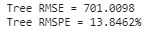 Tree RMSE = 701.0098
Tree RMSPE = 13.8462%